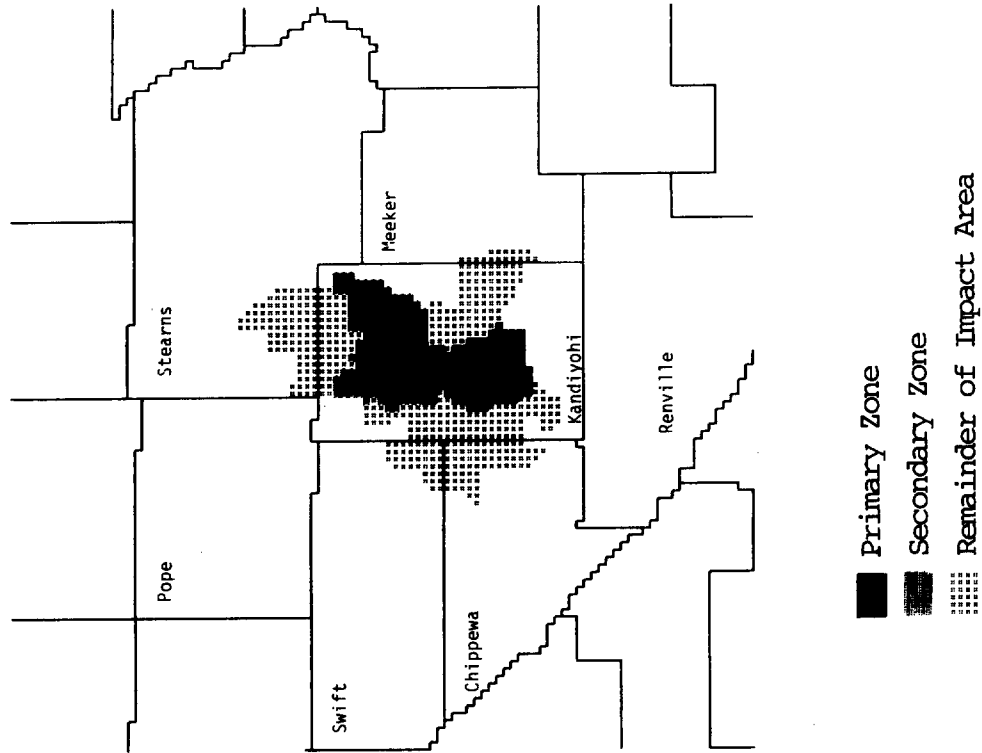 Stearns
Pope
Meeker
Swift
Kandiyohi
Chippewa
Renville
Primary Zone
Secondary Zone
Remainder of Impact Area